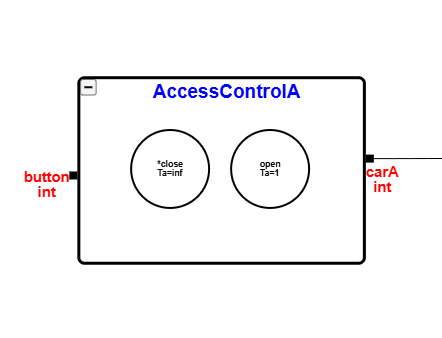 AccessControlA
*close
Ta=inf
open
Ta=1
button
int
carA
int